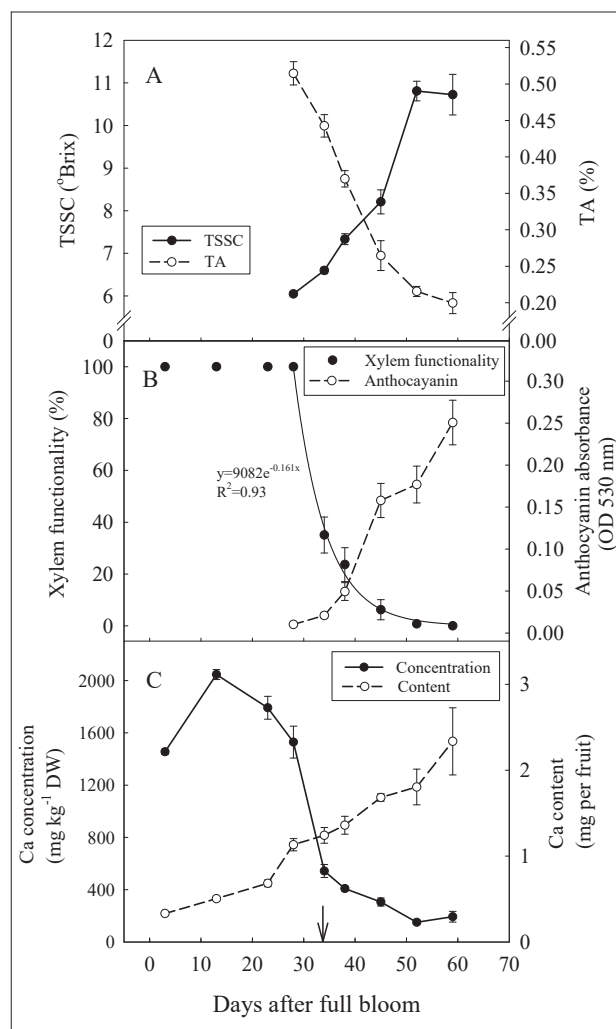 A
TSSC (°Brix)
12
11
10
9
8
7
6
0
TSSC
TA
0.55
0.50
0.45
0.40
0.35
0.30
0.25
0.20
0.00
TA (%)
B
Xylem functionality (%)
100
80
60
40
20
0
Xylem functionality
Anthocayanin
y=9082e^-0.161x
R²=0.93
0.30
0.25
0.20
0.15
0.10
0.05
0.00
Anthocyanin absorbance
(OD 530 nm)
C
Ca concentration
(mg kg⁻¹ DW)
2000
1600
1200
800
400
0
Concentration
Content
3
2
1
0
Ca content
(mg per fruit)
0 10 20 30 40 50 60 70
Days after full bloom